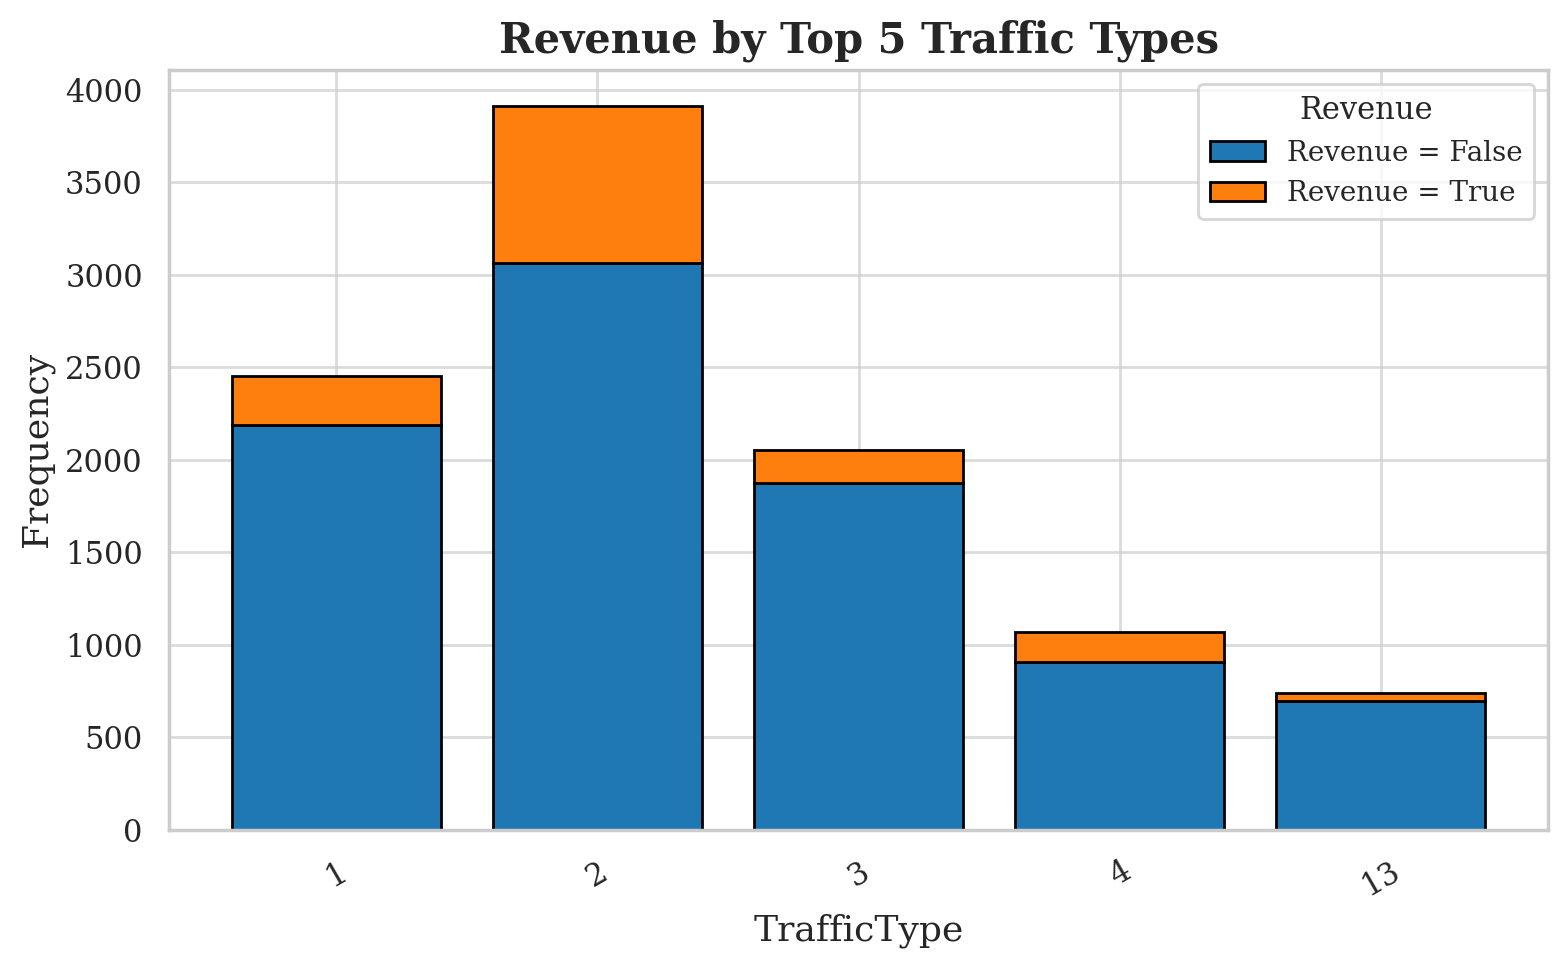 Revenue by Top 5 Traffic Types
Revenue
Revenue = False
Revenue = True
Frequency
4000
3500
3000
2500
2000
1500
1000
500
0
1
2
3
4
13
TrafficType